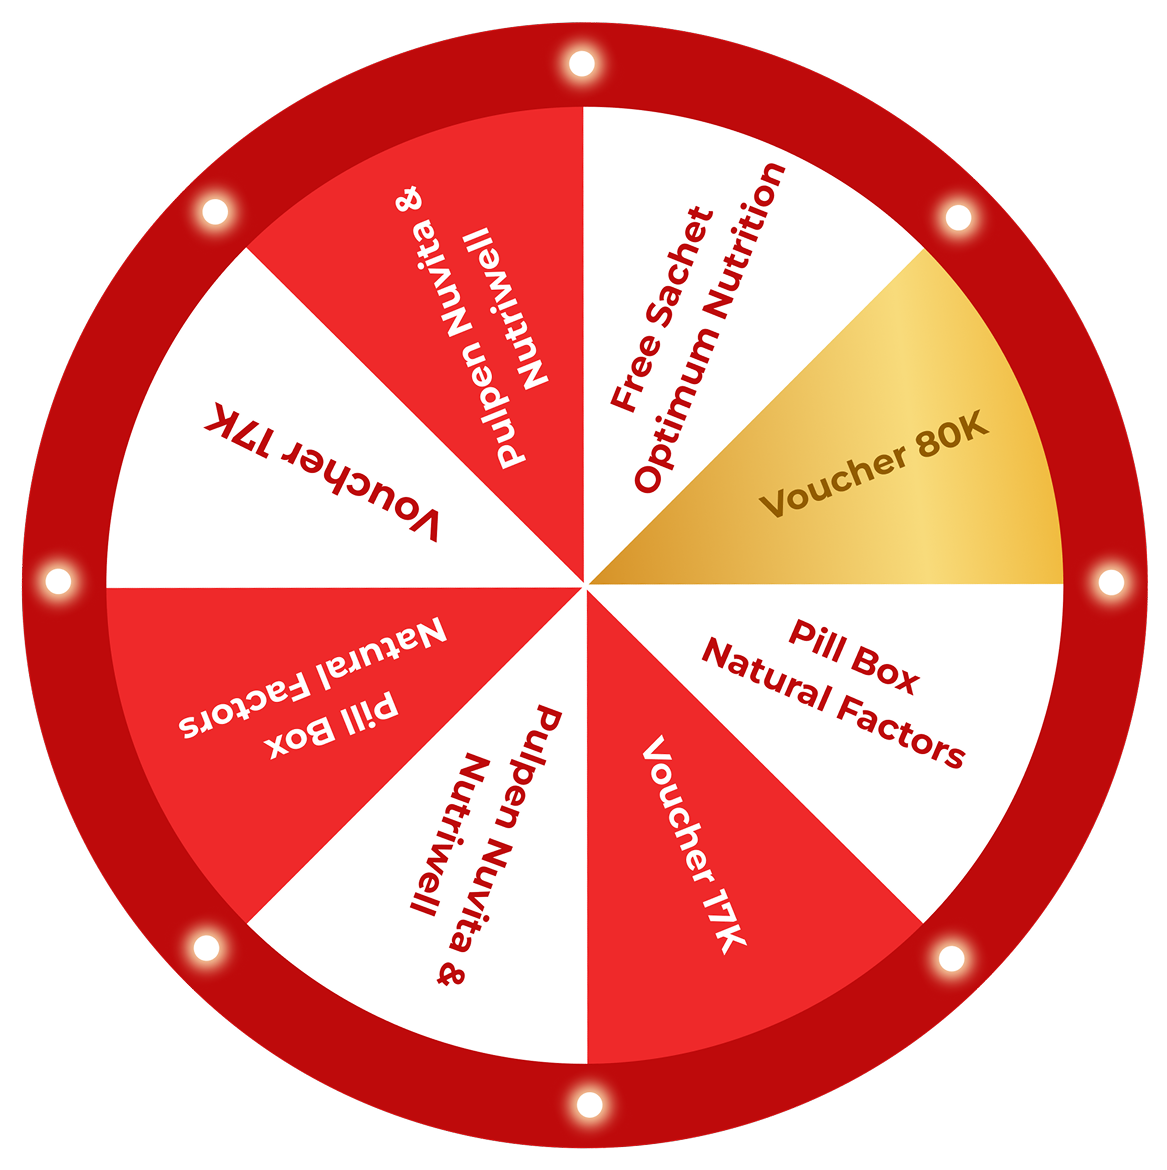 Free Sachet
Optimum Nutrition
Voucher 80K
Pill Box
Natural Factors
Voucher 17K
Pulpen Nuvita &
Nutriwell
Pill Box
Natural Factors
Voucher 17K
Pulpen Nuvita &
Nutriwell